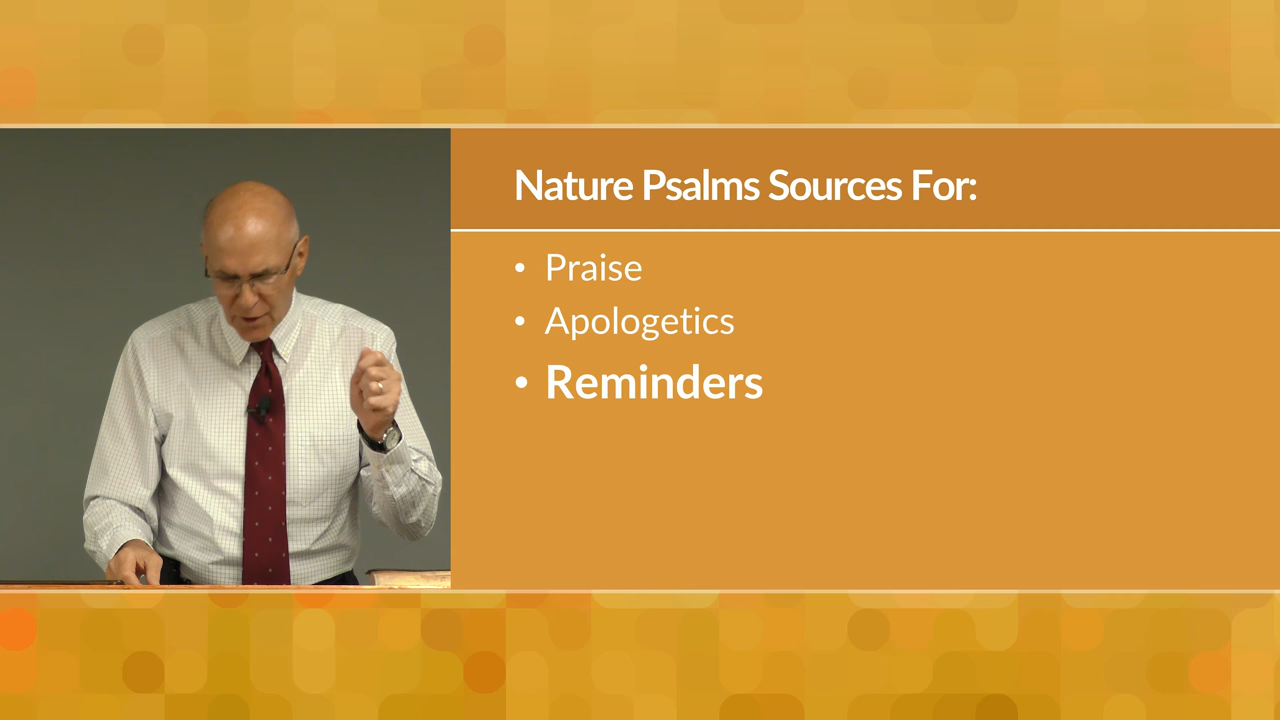 Nature Psalms Sources For:
• Praise
• Apologetics
• Reminders